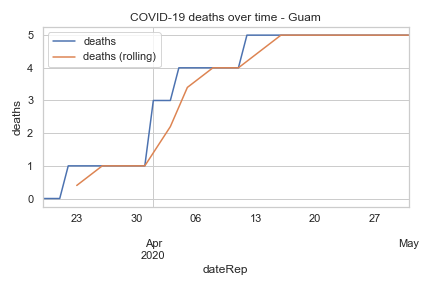 COVID-19 deaths over time - Guam
deaths
deaths (rolling)
5
4
3
2
1
0
deaths
23 30 06 13 20 27
Apr May
2020
dateRep